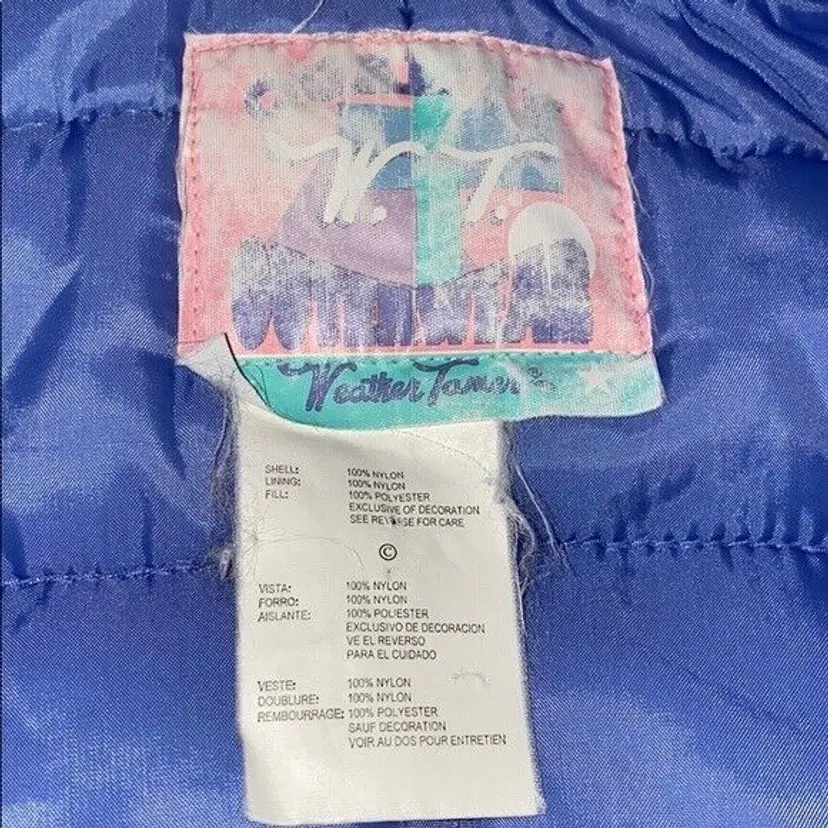 W. T.
Weather Tamer
SHELL: 100% NYLON
LINING: 100% NYLON
FILL: 100% POLYESTER
EXCLUSIVE OF DECORATION
SEE REVERSE FOR CARE
©
VISTA: 100% NYLON
FORRO: 100% NYLON
AISLANTE: 100% POLIESTER
EXCLUSIVO DE DECORACION
VE EL REVERSO
PARA EL CUIDADO
VESTE: 100% NYLON
DOUBLURE: 100% NYLON
REMBOURRAGE: 100% POLYESTER
SAUF DECORATION
VOIR AU DOS POUR ENTRETIEN